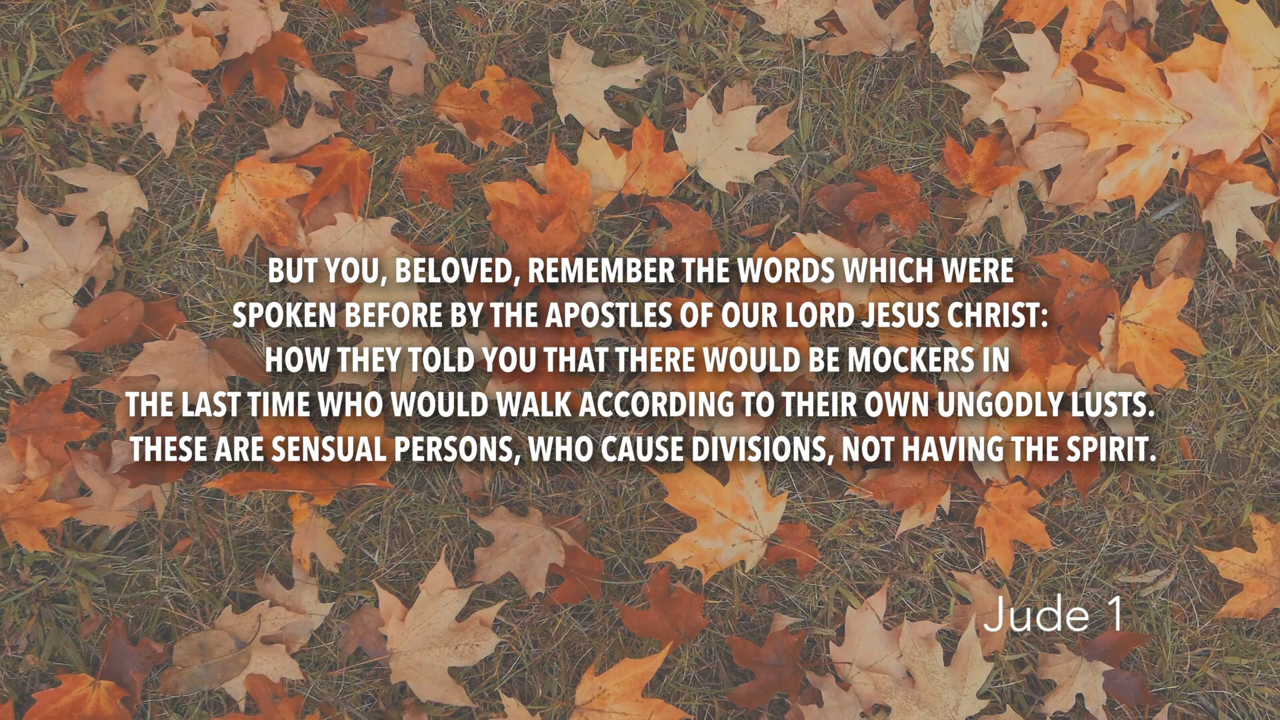 BUT YOU, BELOVED, REMEMBER THE WORDS WHICH WERE
SPOKEN BEFORE BY THE APOSTLES OF OUR LORD JESUS CHRIST:
HOW THEY TOLD YOU THAT THERE WOULD BE MOCKERS IN
THE LAST TIME WHO WOULD WALK ACCORDING TO THEIR OWN UNGODLY LUSTS.
THESE ARE SENSUAL PERSONS, WHO CAUSE DIVISIONS, NOT HAVING THE SPIRIT.
Jude 1